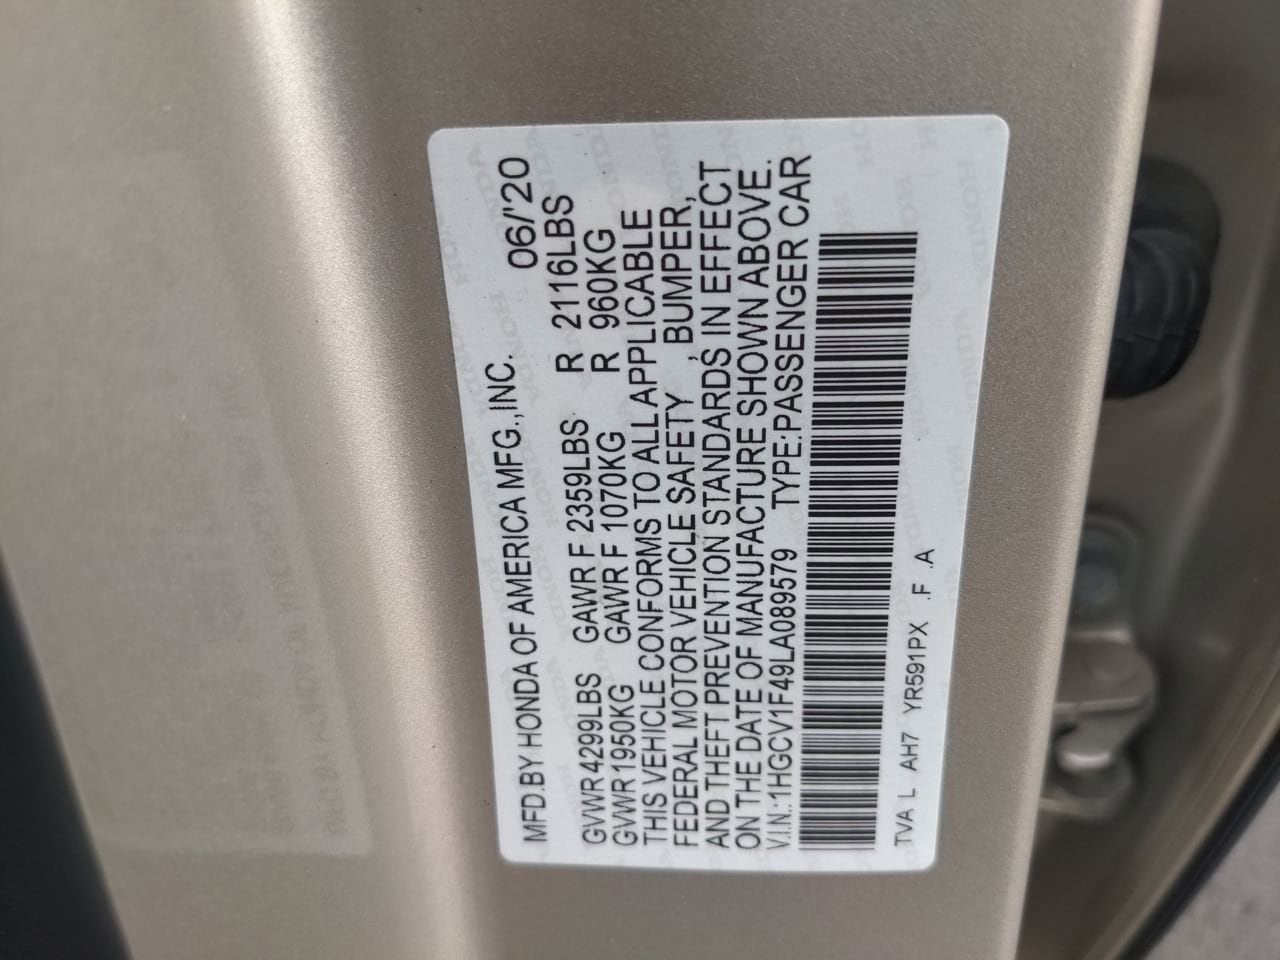 MFD.BY HONDA OF AMERICA MFG.,INC. 06/'20
GVWR 4299LBS GAWR F 2359LBS R 2116LBS
GVWR 1950KG GAWR F 1070KG R 960KG
THIS VEHICLE CONFORMS TO ALL APPLICABLE
FEDERAL MOTOR VEHICLE SAFETY , BUMPER,
AND THEFT PREVENTION STANDARDS IN EFFECT
ON THE DATE OF MANUFACTURE SHOWN ABOVE.
V.I.N.: 1HGCV1F49LA089579 TYPE:PASSENGER CAR
TVA L AH7 YR591PX .F .A